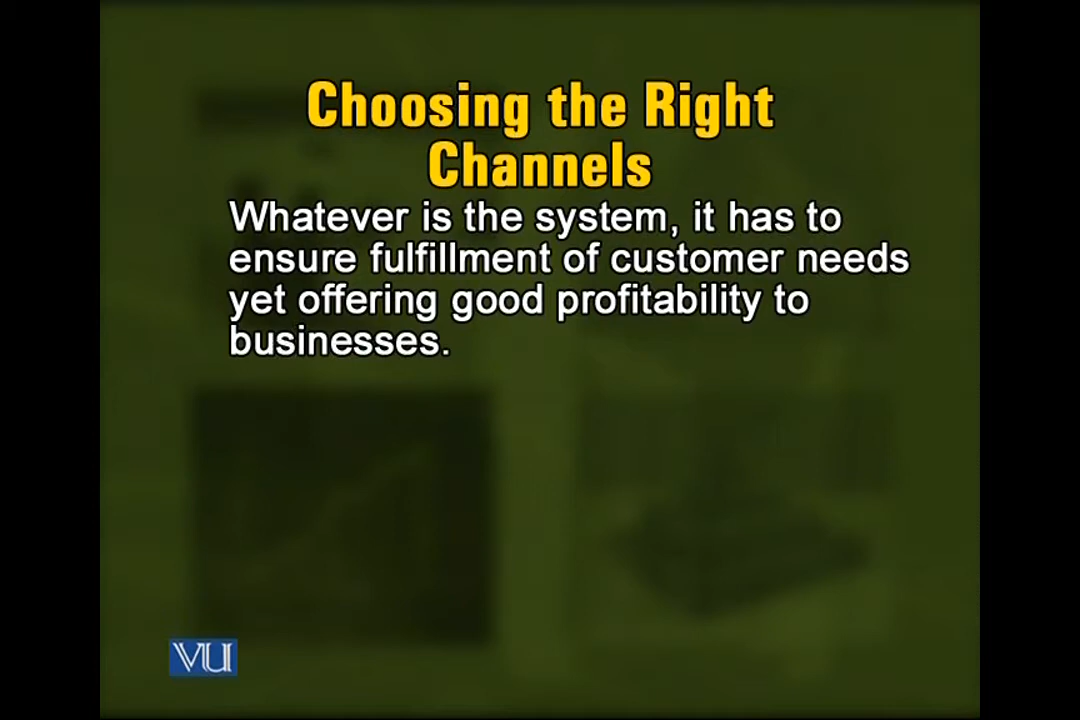 Choosing the Right
Channels
Whatever is the system, it has to
ensure fulfillment of customer needs
yet offering good profitability to
businesses.
VU